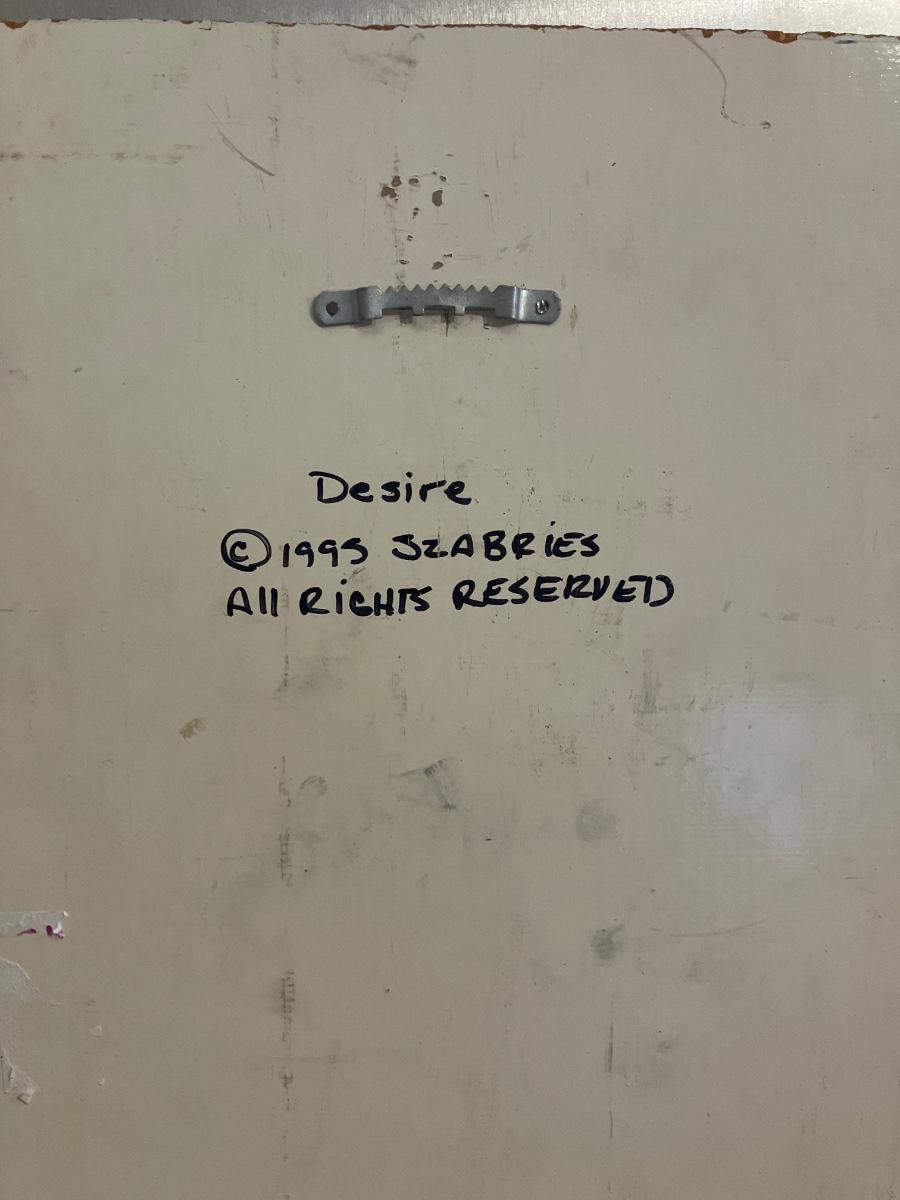 Desire
© 1995 SZABRIES
All RiGHTS RESERVED